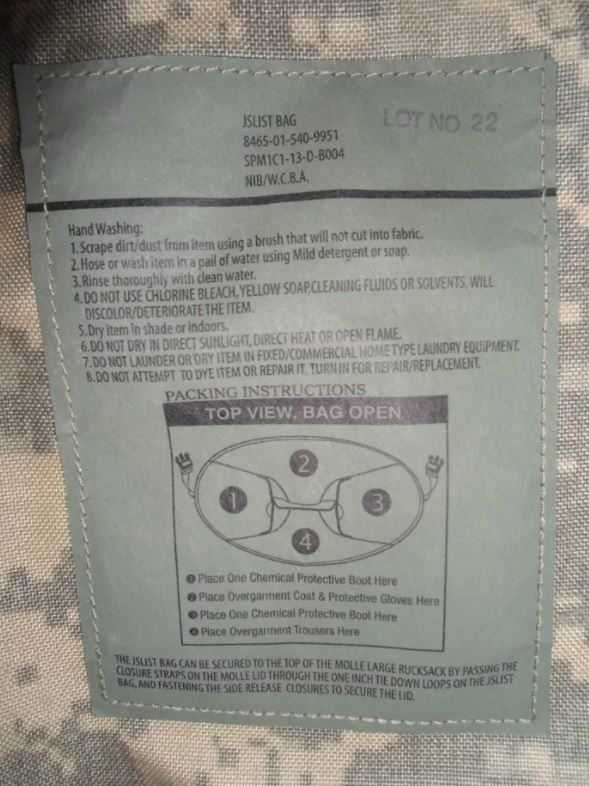 JSLIST BAG
LOT NO 22
8465-01-540-9951
SPM1C1-13-D-B004
NIB/W.C.B.A.
Hand Washing:
1.Scrape dirt/dust from item using a brush that will not cut into fabric.
2.Hose or wash item in a pail of water using Mild detergent or soap.
3.Rinse thoroughly with clean water.
4.DO NOT USE CHLORINE BLEACH, YELLOW SOAP,CLEANING FLUIDS OR SOLVENTS, WILL
DISCOLOR/DETERIORATE THE ITEM.
5.Dry item in shade or indoors.
6.DO NOT DRY IN DIRECT SUNLIGHT, DIRECT HEAT OR OPEN FLAME.
7.DO NOT LAUNDER OR DRY ITEM IN FIXED/COMMERCIAL HOME TYPE LAUNDRY EQUIPMENT.
8.DO NOT ATTEMPT TO DYE ITEM OR REPAIR IT. TURN IN FOR REPAIR/REPLACEMENT.
PACKING INSTRUCTIONS
TOP VIEW, BAG OPEN
2
1
3
4
1 Place One Chemical Protective Boot Here
2 Place Overgarment Coat & Protective Gloves Here
3 Place One Chemical Protective Boot Here
4 Place Overgarment Trousers Here
THE JSLIST BAG CAN BE SECURED TO THE TOP OF THE MOLLE LARGE RUCKSACK BY PASSING THE
CLOSURE STRAPS ON THE MOLLE LID THROUGH THE ONE INCH TIE DOWN LOOPS ON THE JSLIST
BAG, AND FASTENING THE SIDE RELEASE CLOSURES TO SECURE THE LID.